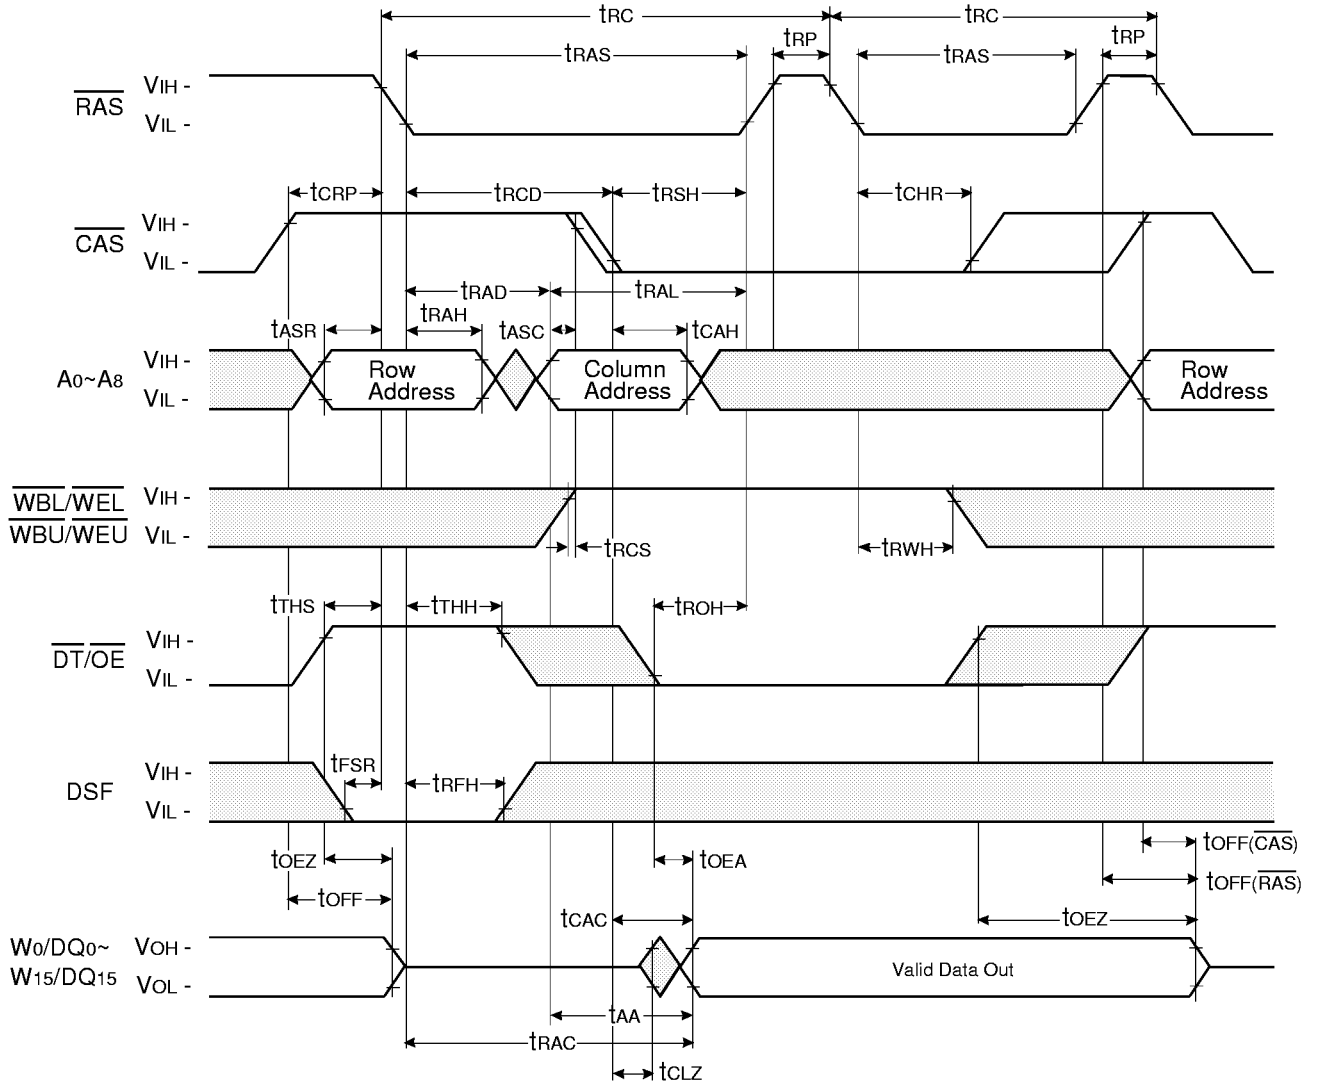 tRC tRC
tRAS tRP tRAS tRP
RAS VIH -
VIL -
tCRP tRCD tRSH tCHR
CAS VIH -
VIL -
tRAD tRAL
tASR tRAH tASC tCAH
A0~A8 VIH -
VIL -
Row
Address
Column
Address
Row
Address
WBL/WEL VIH -
WBU/WEU VIL -
tRCS tRWH
tTHS tTHH tROH
DT/OE VIH -
VIL -
tFSR tRFH
DSF VIH -
VIL -
tOEZ tOEA tOFF(CAS)
tOFF tOFF(RAS)
tCAC tOEZ
W0/DQ0~ VOH -
W15/DQ15 VOL -
Valid Data Out
tAA
tRAC
tCLZ